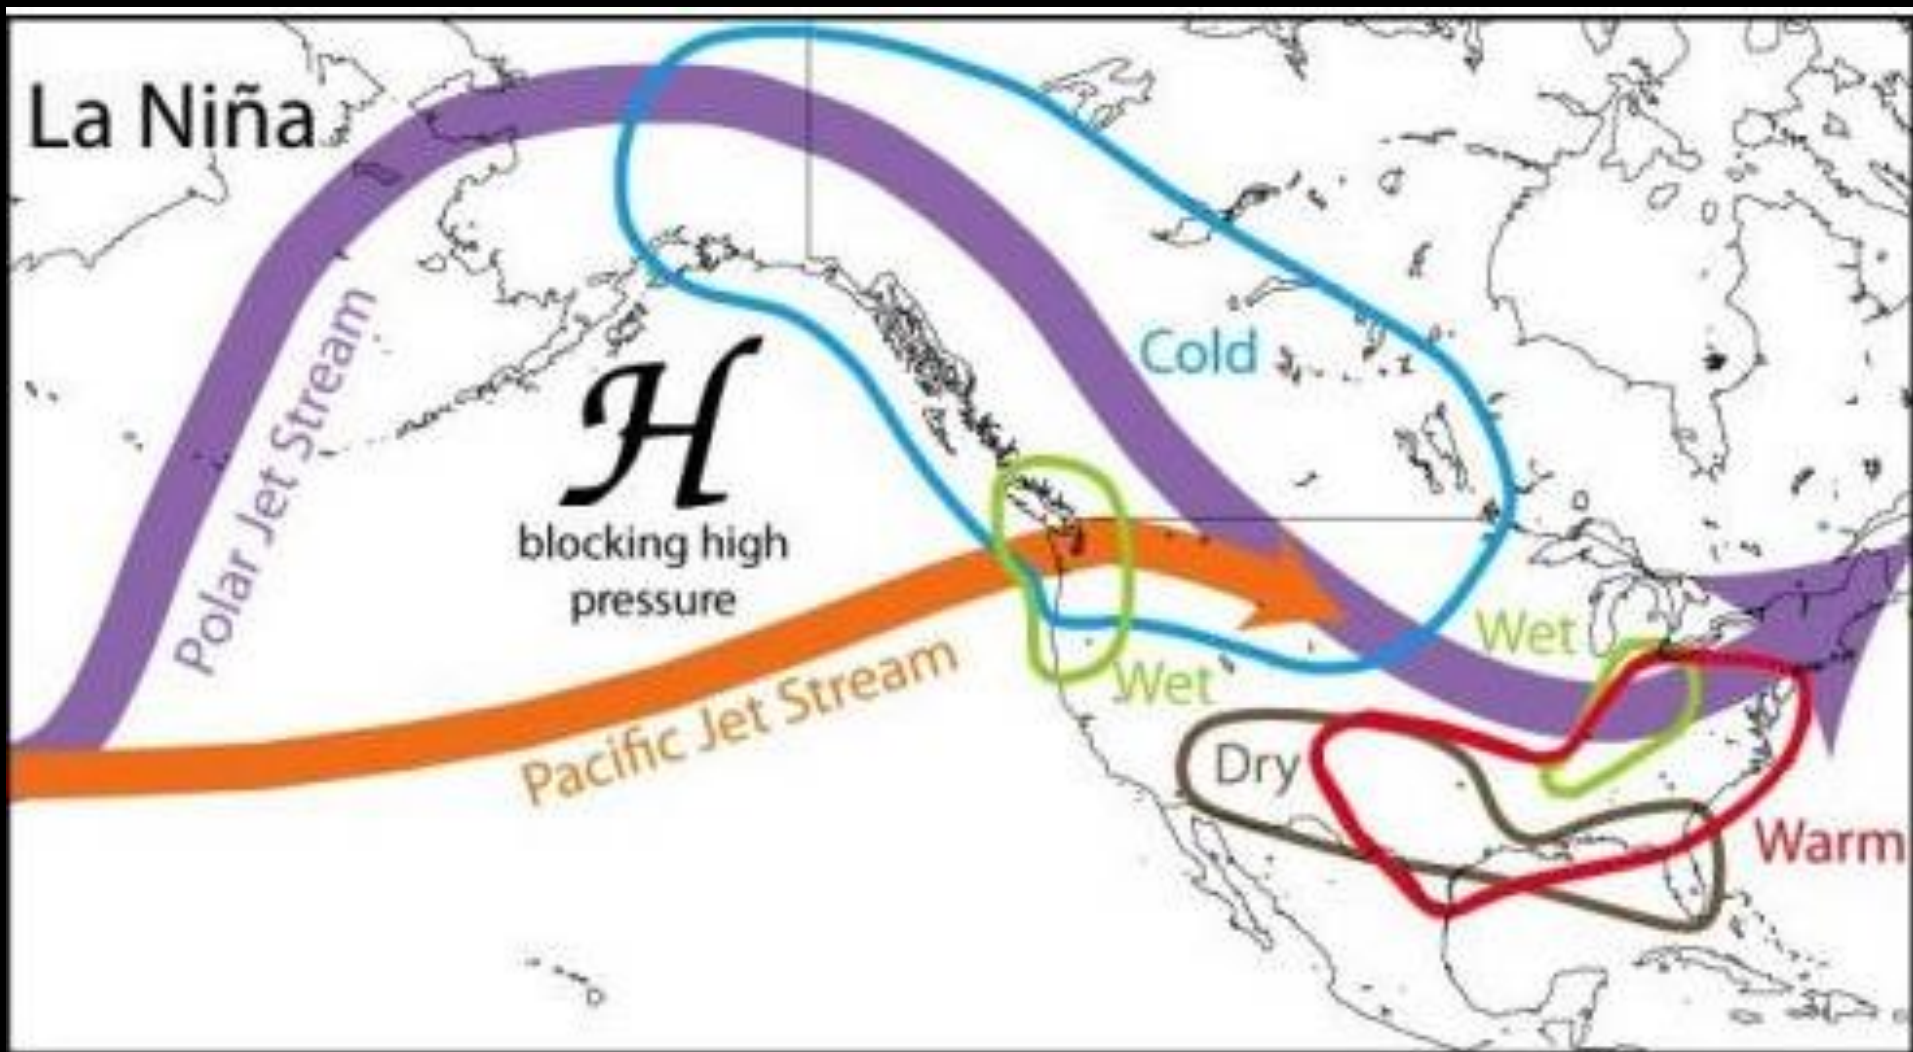 La Niña
Polar Jet Stream
H
blocking high
pressure
Cold
Pacific Jet Stream
Wet
Wet
Dry
Warm